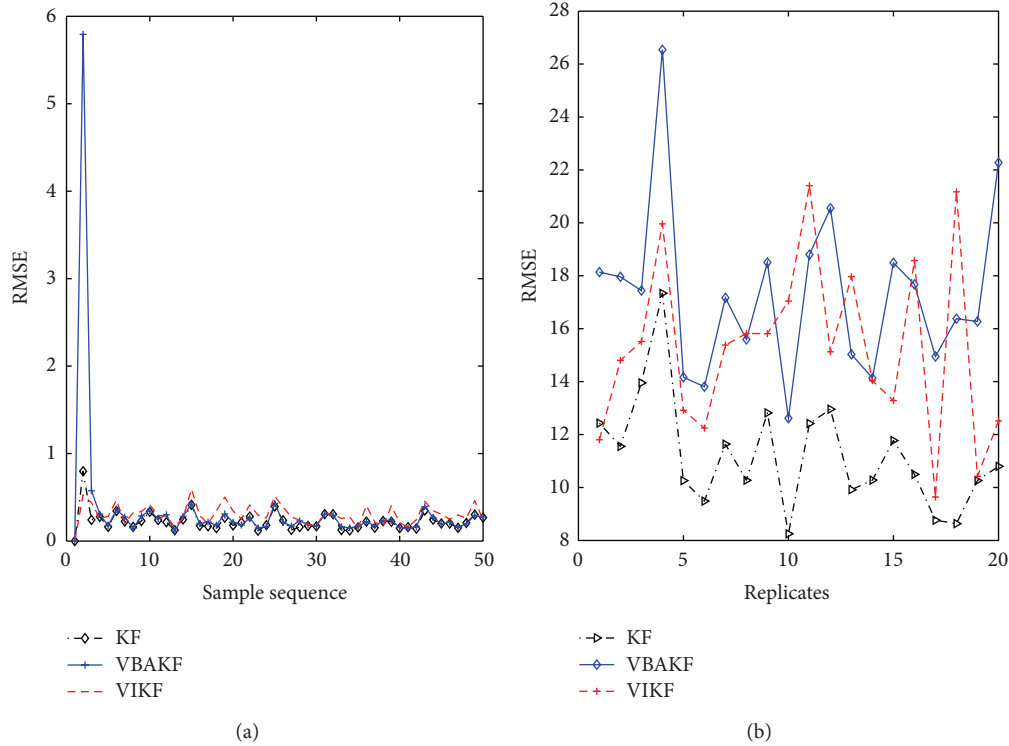 6
5
4
3
2
1
0
RMSE
0 10 20 30 40 50
Sample sequence
KF
VBAKF
VIKF
(a)
28
26
24
22
20
18
16
14
12
10
8
RMSE
0 5 10 15 20
Replicates
KF
VBAKF
VIKF
(b)